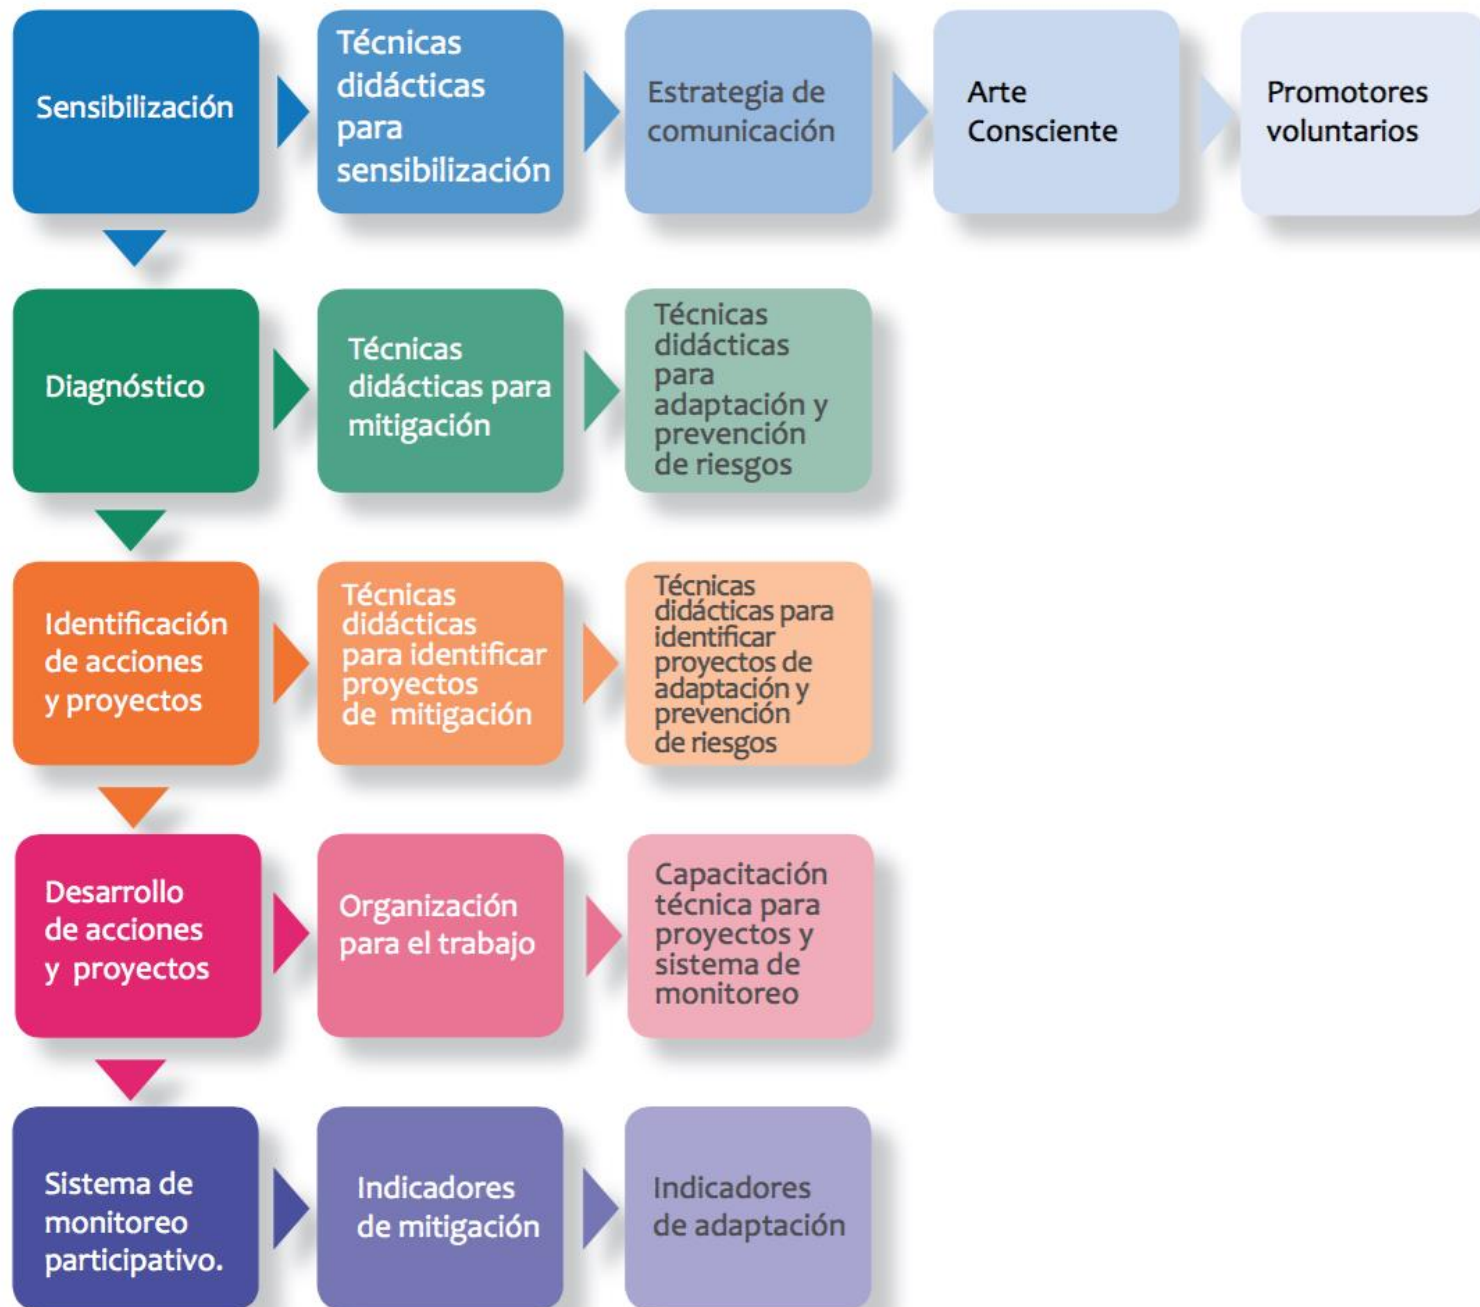 Sensibilización
Técnicas
didácticas
para
sensibilización
Estrategia de
comunicación
Arte
Consciente
Promotores
voluntarios
Diagnóstico
Técnicas
didácticas para
mitigación
Técnicas
didácticas
para
adaptación y
prevención
de riesgos
Identificación
de acciones
y proyectos
Técnicas
didácticas
para identificar
proyectos
de mitigación
Técnicas
didácticas para
identificar
proyectos de
adaptación y
prevención
de riesgos
Desarrollo
de acciones
y proyectos
Organización
para el trabajo
Capacitación
técnica para
proyectos y
sistema de
monitoreo
Sistema de
monitoreo
participativo.
Indicadores
de mitigación
Indicadores
de adaptación